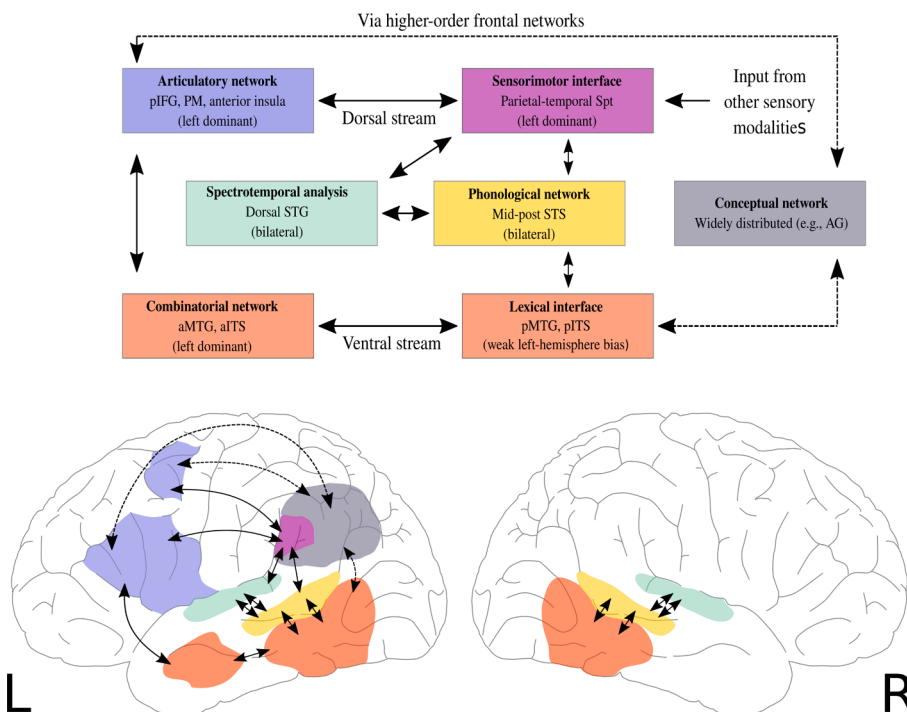 Via higher-order frontal networks
Articulatory network
pIFG, PM, anterior insula
(left dominant)
Dorsal stream
Sensorimotor interface
Parietal-temporal Spt
(left dominant)
Input from
other sensory
modalities
Spectrotemporal analysis
Dorsal STG
(bilateral)
Phonological network
Mid-post STS
(bilateral)
Conceptual network
Widely distributed (e.g., AG)
Combinatorial network
aMTG, aITS
(left dominant)
Ventral stream
Lexical interface
pMTG, pITS
(weak left-hemisphere bias)
L
R